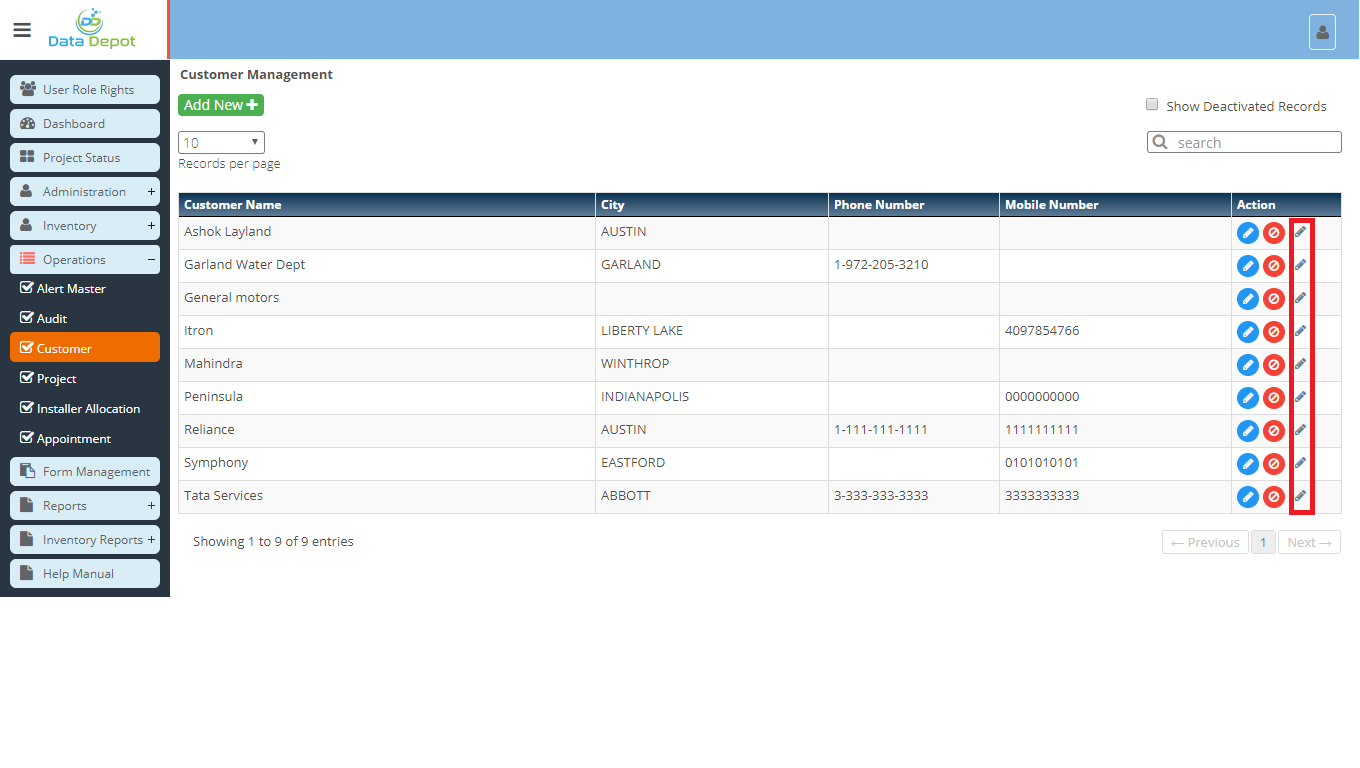 Data Depot
User Role Rights
Dashboard
Project Status
Administration +
Inventory +
Operations −
Alert Master
Audit
Customer
Project
Installer Allocation
Appointment
Form Management
Reports +
Inventory Reports +
Help Manual
Customer Management
Add New +
Show Deactivated Records
10
search
Records per page
Customer Name City Phone Number Mobile Number Action
Ashok Layland AUSTIN
Garland Water Dept GARLAND 1-972-205-3210
General motors
Itron LIBERTY LAKE 4097854766
Mahindra WINTHROP
Peninsula INDIANAPOLIS 0000000000
Reliance AUSTIN 1-111-111-1111 1111111111
Symphony EASTFORD 0101010101
Tata Services ABBOTT 3-333-333-3333 3333333333
Showing 1 to 9 of 9 entries
← Previous 1 Next →